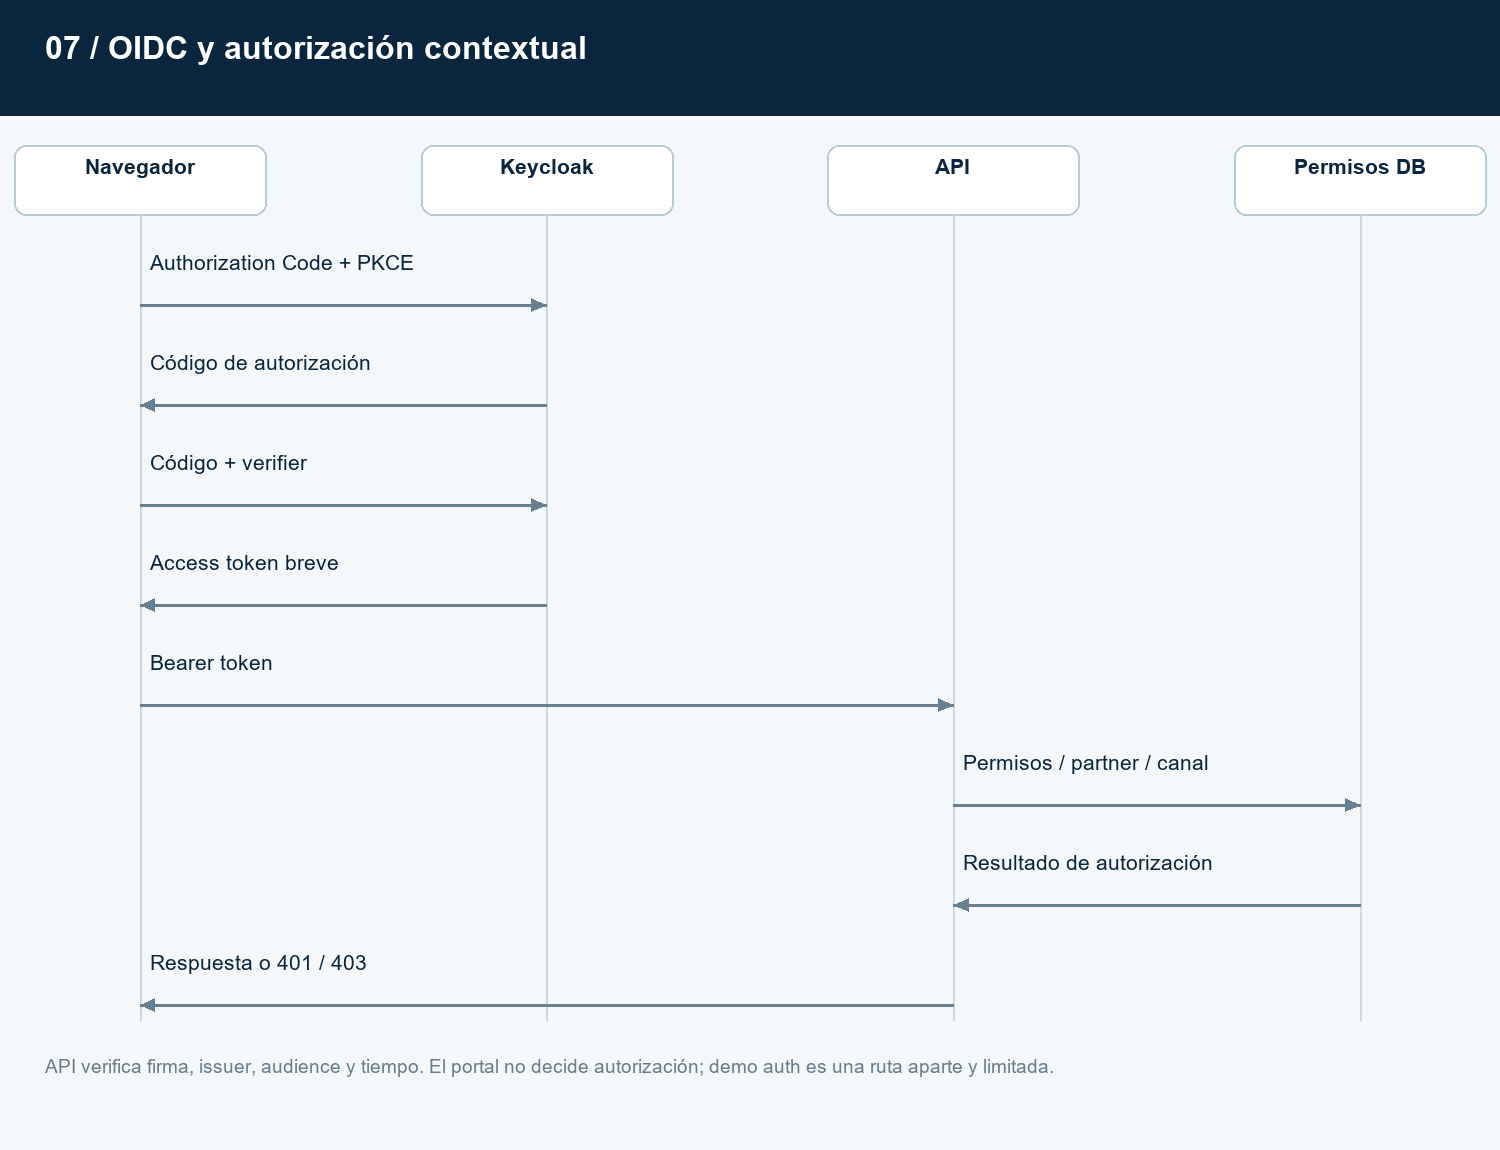 07 / OIDC y autorización contextual
Navegador
Keycloak
API
Permisos DB
Authorization Code + PKCE
Código de autorización
Código + verifier
Access token breve
Bearer token
Permisos / partner / canal
Resultado de autorización
Respuesta o 401 / 403
API verifica firma, issuer, audience y tiempo. El portal no decide autorización; demo auth es una ruta aparte y limitada.